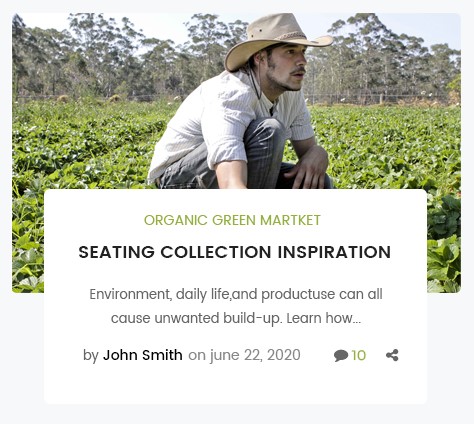 ORGANIC GREEN MARTKET
SEATING COLLECTION INSPIRATION
Environment, daily life,and productuse can all
cause unwanted build-up. Learn how...
by John Smith on june 22, 2020 10